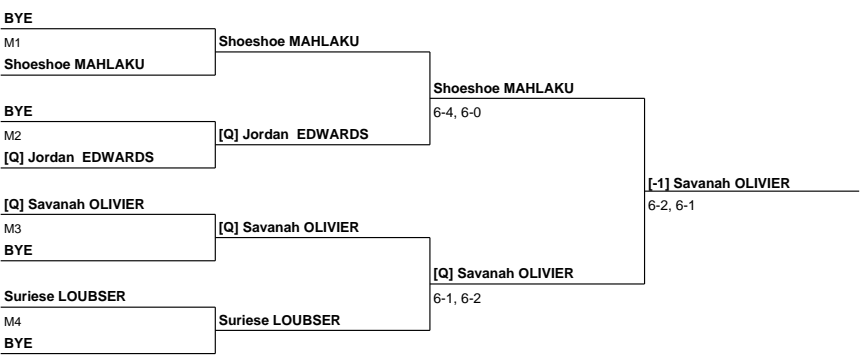 BYE
M1
Shoeshoe MAHLAKU
Shoeshoe MAHLAKU
BYE
M2
[Q] Jordan EDWARDS
[Q] Jordan EDWARDS
Shoeshoe MAHLAKU
6-4, 6-0
[Q] Savanah OLIVIER
M3
BYE
[Q] Savanah OLIVIER
Suriese LOUBSER
M4
BYE
Suriese LOUBSER
[Q] Savanah OLIVIER
6-1, 6-2
[-1] Savanah OLIVIER
6-2, 6-1